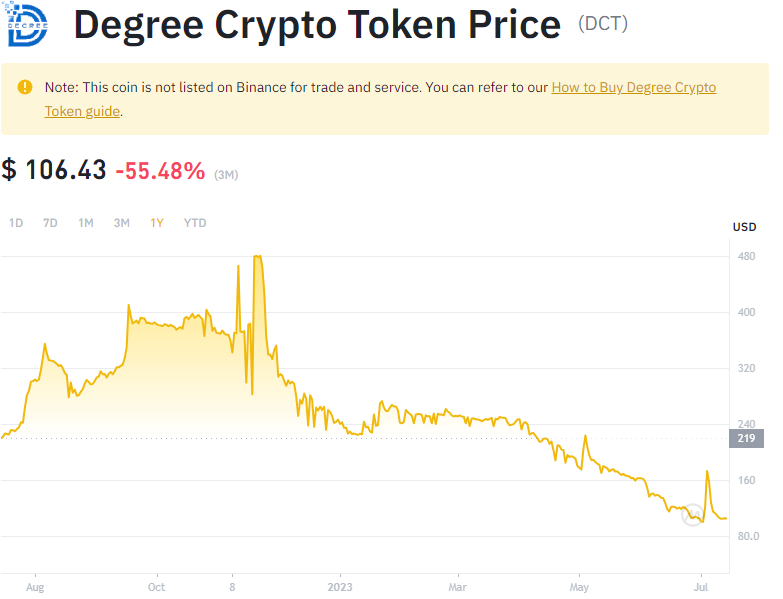 DEGREE
Degree Crypto Token Price (DCT)
Note: This coin is not listed on Binance for trade and service. You can refer to our How to Buy Degree Crypto
Token guide.
$ 106.43 -55.48% (3M)
1D 7D 1M 3M 1Y YTD
USD
480
400
320
240
219
160
80.0
Aug Oct 8 2023 Mar May Jul